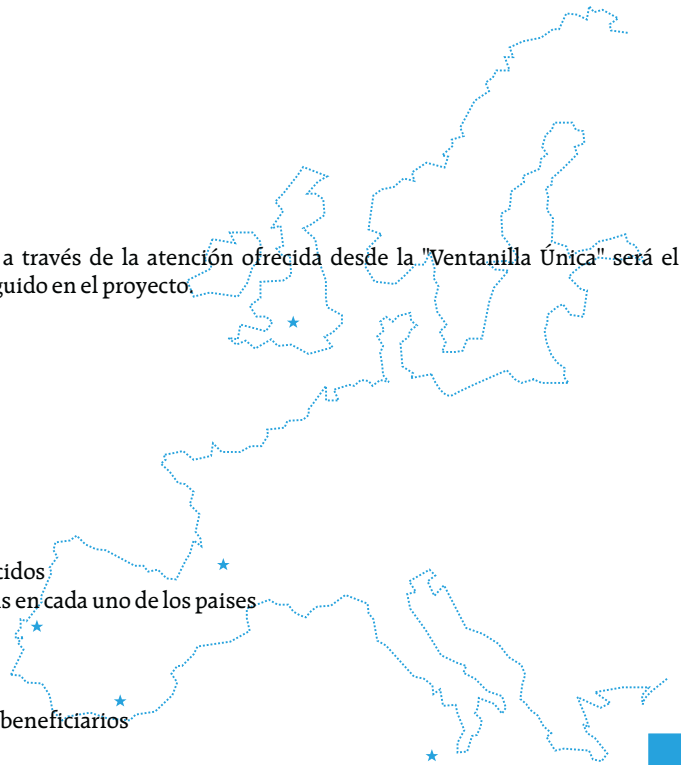 a través de la atención ofrecida desde la "Ventanilla Única" será el
guido en el proyecto.
tidos
s en cada uno de los paises
beneficiarios